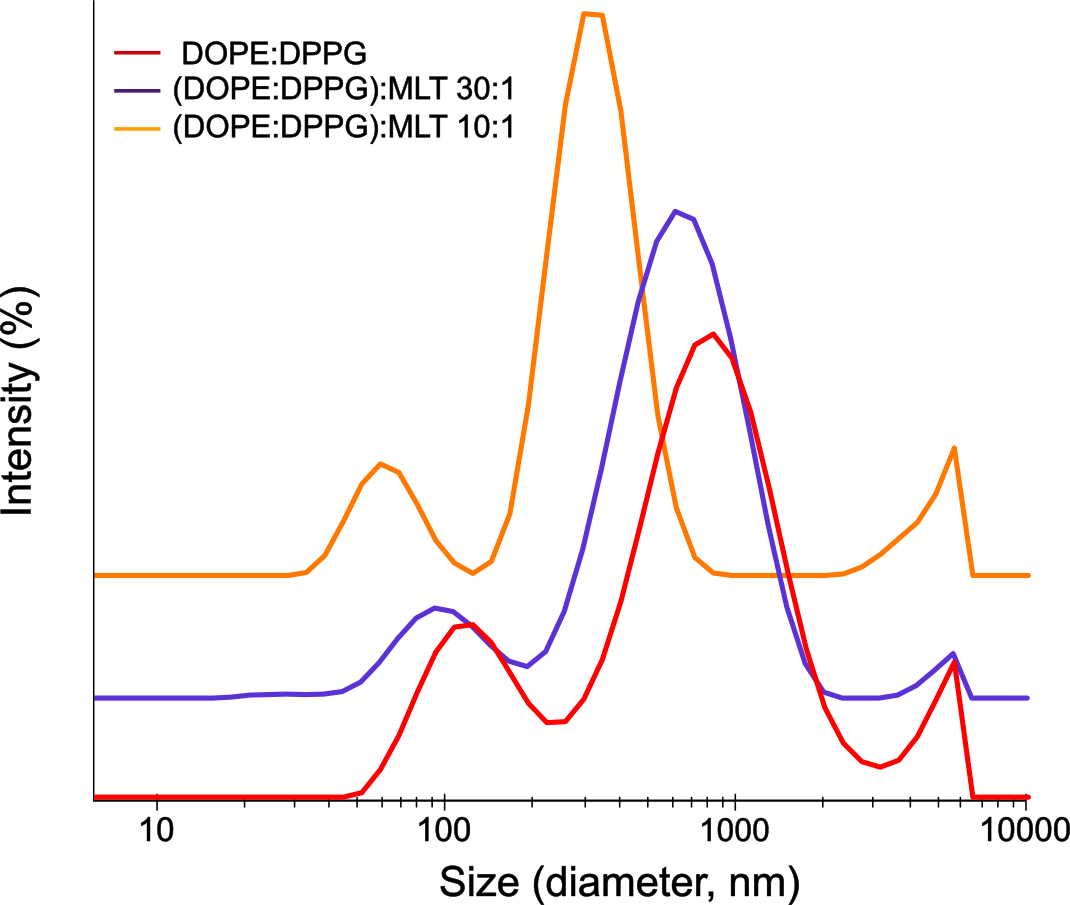 DOPE:DPPG
(DOPE:DPPG):MLT 30:1
(DOPE:DPPG):MLT 10:1
Intensity (%)
10 100 1000 10000
Size (diameter, nm)